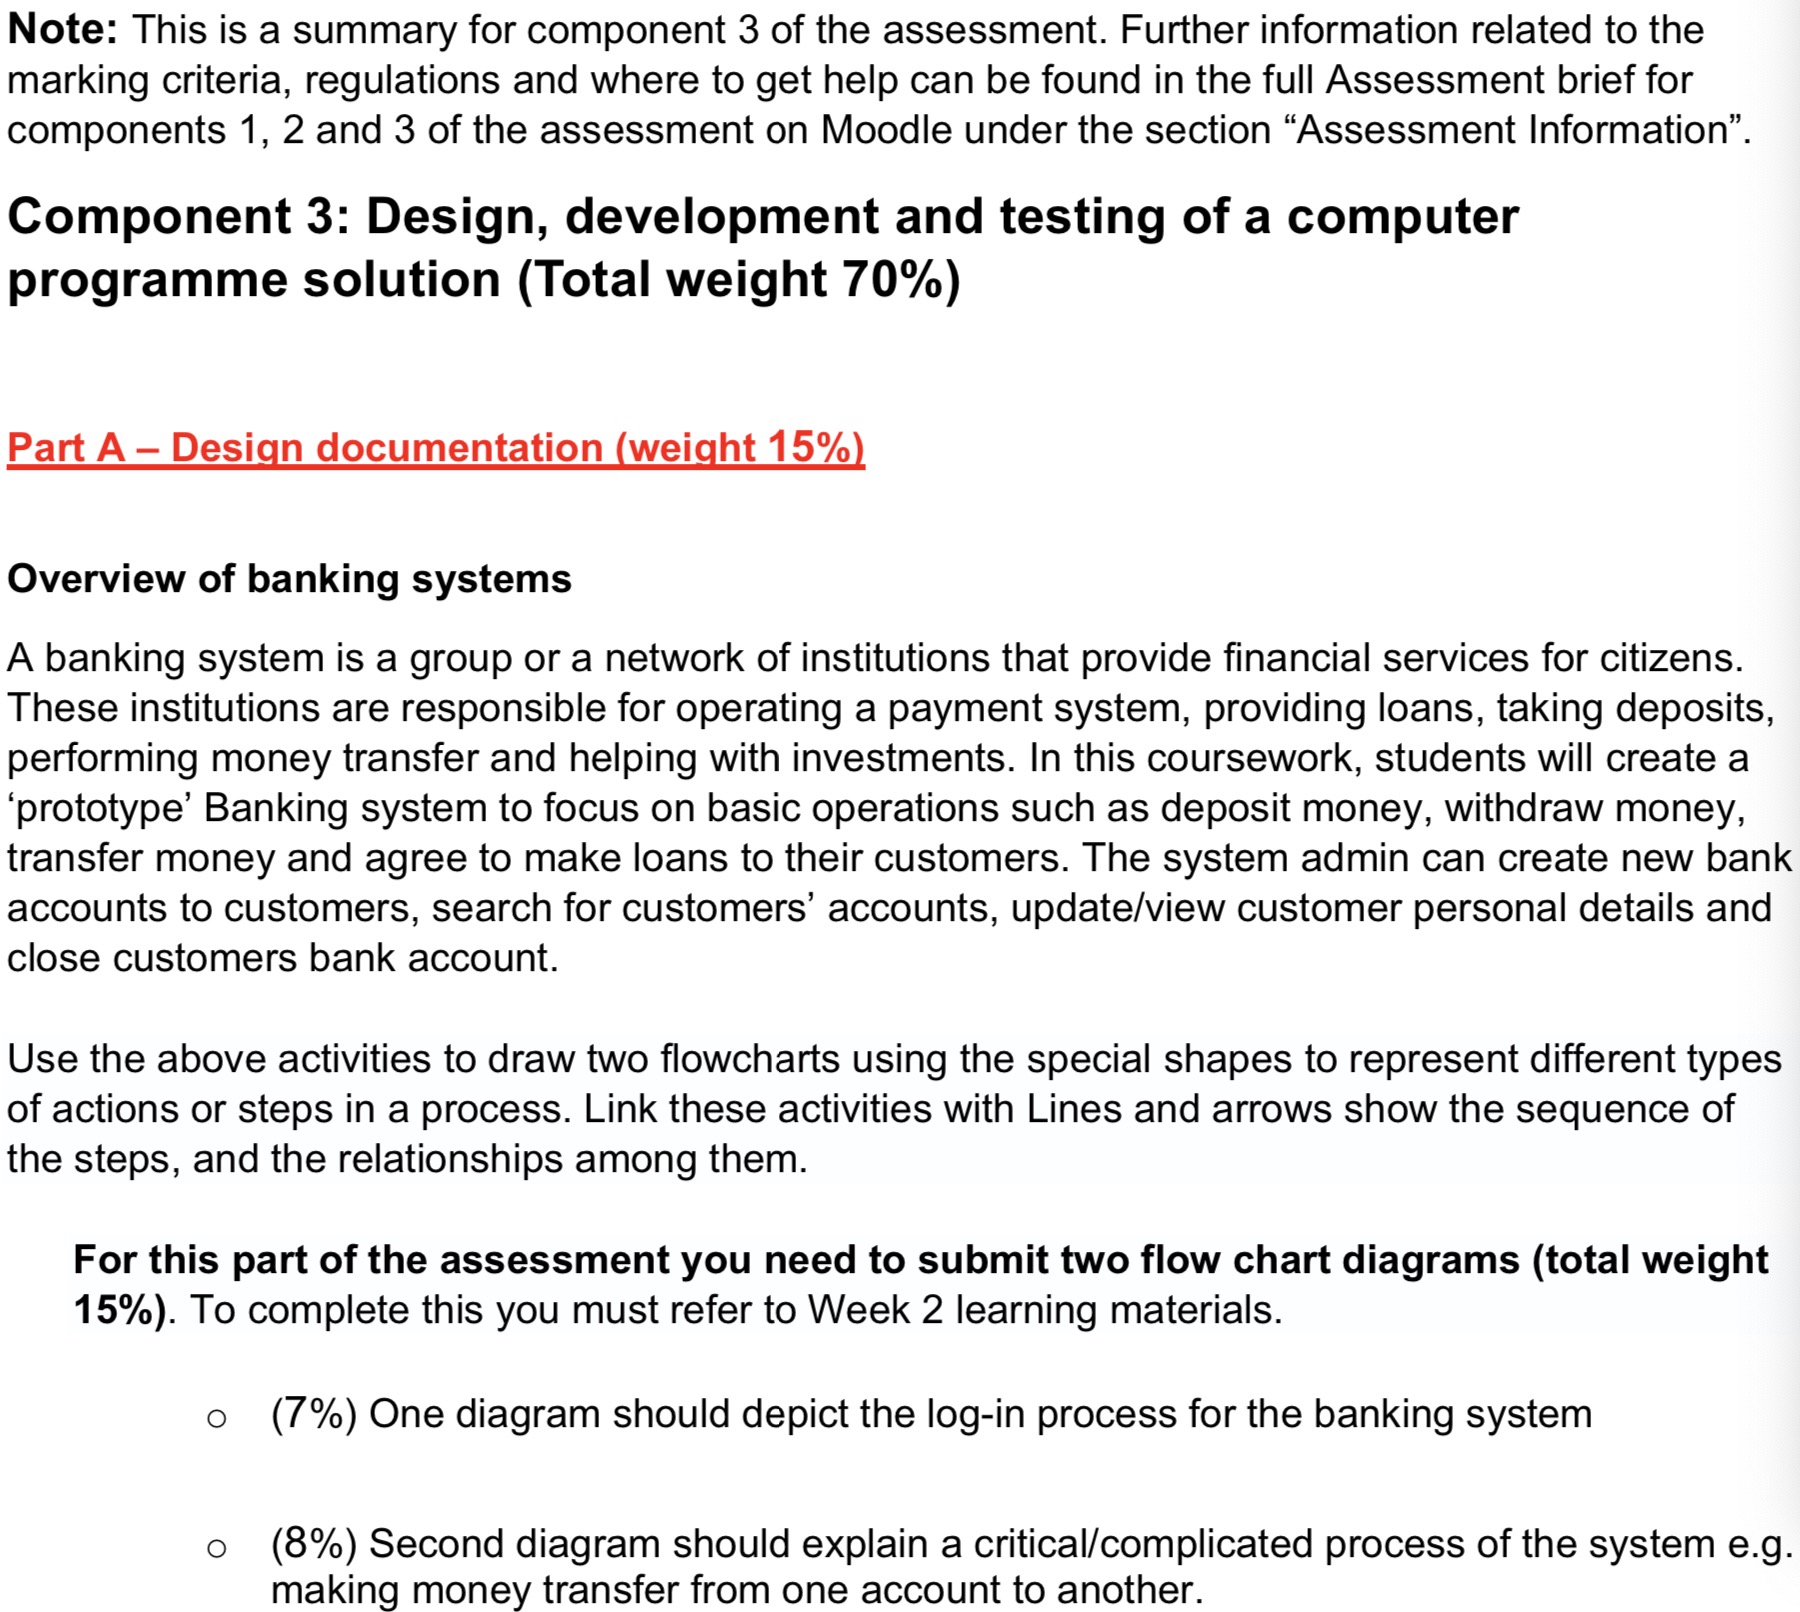 Note: This is a summary for component 3 of the assessment. Further information related to the
marking criteria, regulations and where to get help can be found in the full Assessment brief for
components 1, 2 and 3 of the assessment on Moodle under the section “Assessment Information”.
Component 3: Design, development and testing of a computer
programme solution (Total weight 70%)
Part A – Design documentation (weight 15%)
Overview of banking systems
A banking system is a group or a network of institutions that provide financial services for citizens.
These institutions are responsible for operating a payment system, providing loans, taking deposits,
performing money transfer and helping with investments. In this coursework, students will create a
‘prototype’ Banking system to focus on basic operations such as deposit money, withdraw money,
transfer money and agree to make loans to their customers. The system admin can create new bank
accounts to customers, search for customers’ accounts, update/view customer personal details and
close customers bank account.
Use the above activities to draw two flowcharts using the special shapes to represent different types
of actions or steps in a process. Link these activities with Lines and arrows show the sequence of
the steps, and the relationships among them.
For this part of the assessment you need to submit two flow chart diagrams (total weight
15%). To complete this you must refer to Week 2 learning materials.
○ (7%) One diagram should depict the log-in process for the banking system
○ (8%) Second diagram should explain a critical/complicated process of the system e.g.
making money transfer from one account to another.